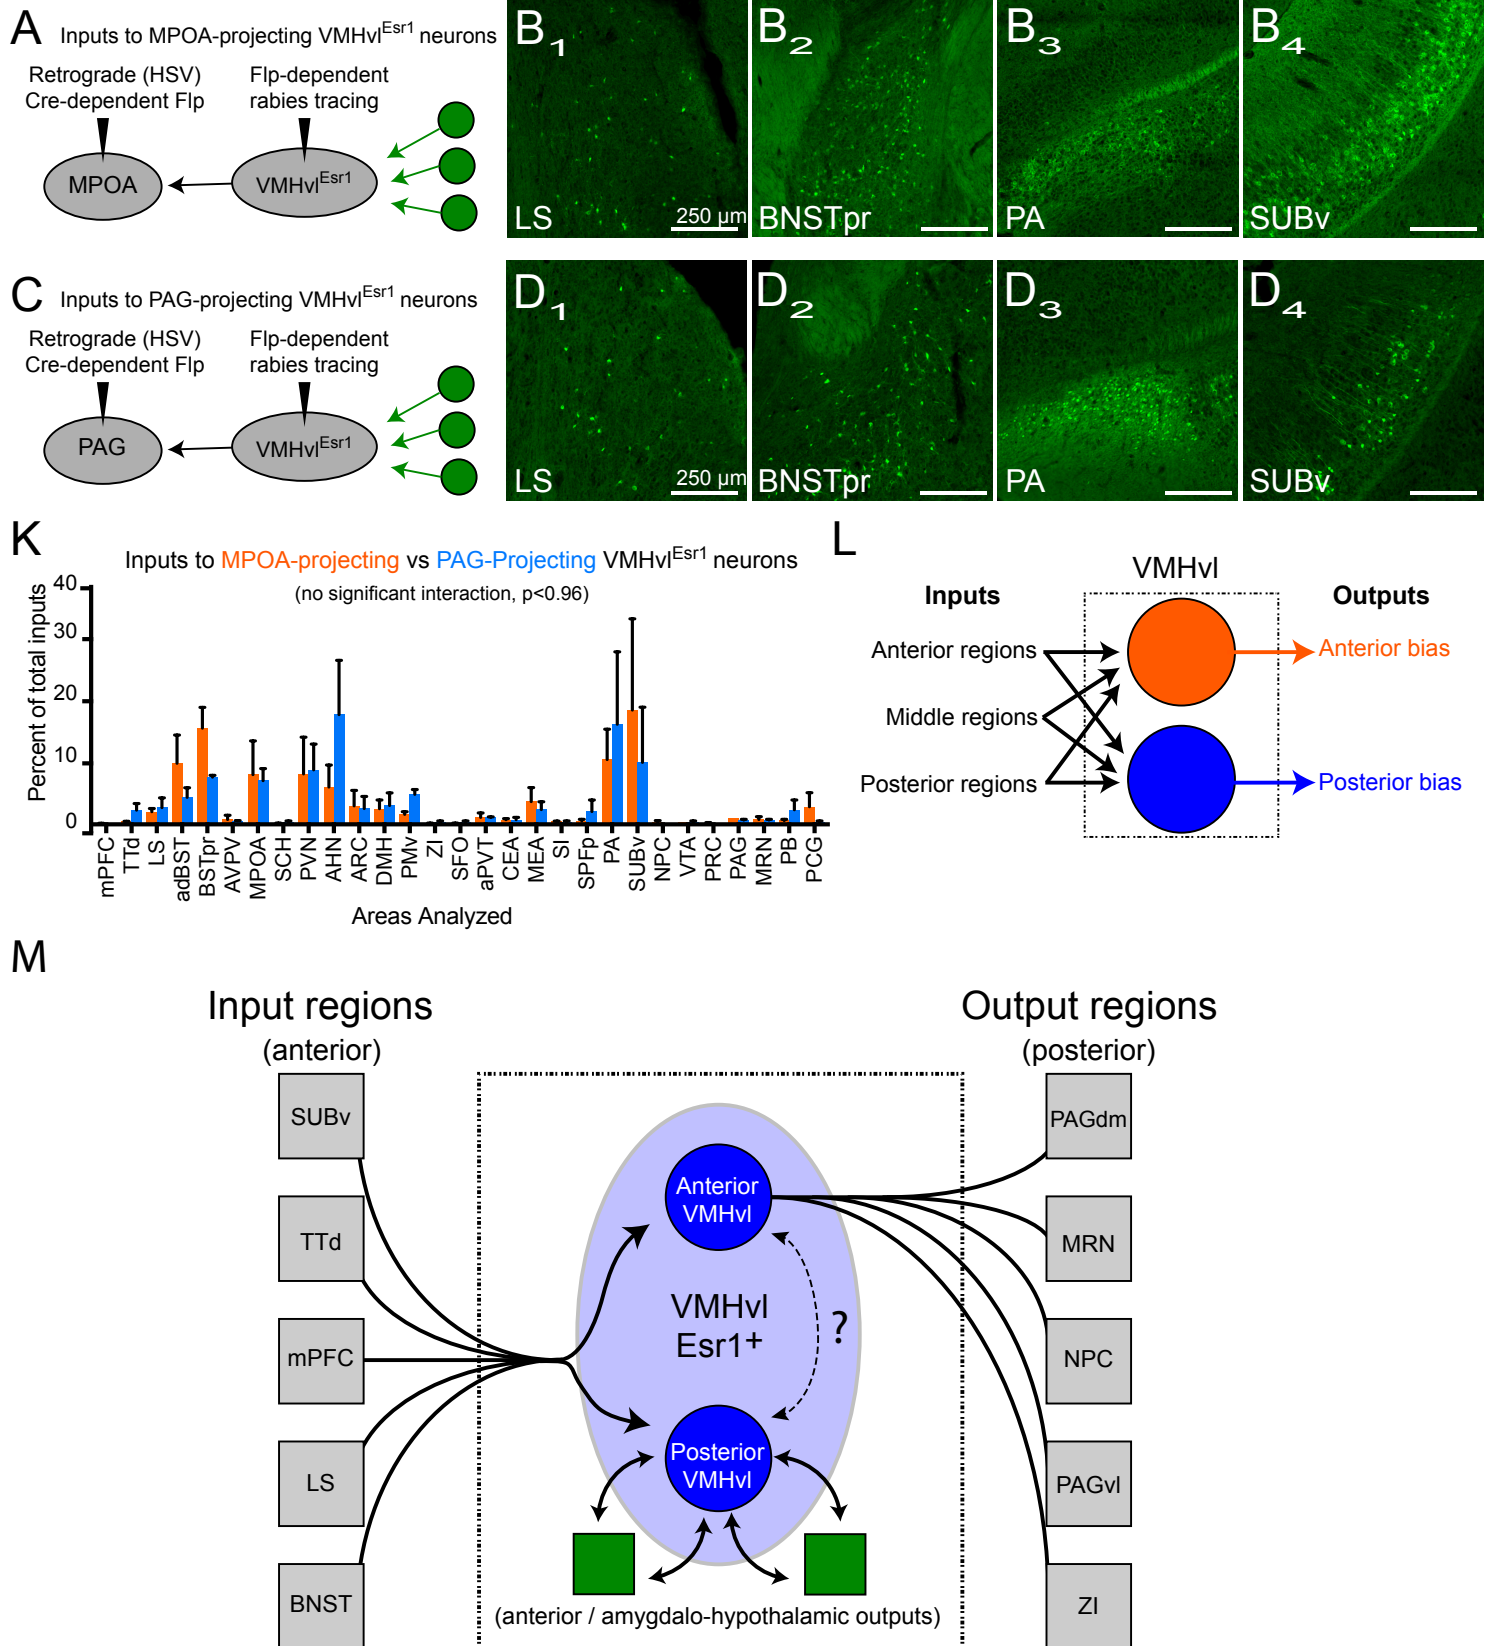 A Inputs to MPOA-projecting VMHvlEsr1 neurons
Retrograde (HSV)
Cre-dependent Flp
Flp-dependent
rabies tracing
MPOA
VMHvlEsr1
B1
LS
250 µm
B2
BNSTpr
B3
PA
B4
SUBv
C Inputs to PAG-projecting VMHvlEsr1 neurons
Retrograde (HSV)
Cre-dependent Flp
Flp-dependent
rabies tracing
PAG
VMHvlEsr1
D1
LS
250 µm
D2
BNSTpr
D3
PA
D4
SUBv
K
Inputs to MPOA-projecting vs PAG-Projecting VMHvlEsr1 neurons
(no significant interaction, p<0.96)
Percent of total inputs
40
30
20
10
0
mPFC
TTd
LS
adBST
BSTpr
AVPV
MPOA
SCH
PVN
AHN
ARC
DMH
PMv
ZI
SFO
aPVT
CEA
MEA
SI
SPFp
PA
SUBv
NPC
VTA
PRC
PAG
MRN
PB
PCG
Areas Analyzed
L
VMHvl
Inputs
Outputs
Anterior regions
Middle regions
Posterior regions
Anterior bias
Posterior bias
M
Input regions
(anterior)
Output regions
(posterior)
SUBv
TTd
mPFC
LS
BNST
Anterior
VMHvl
VMHvl
Esr1+
?
Posterior
VMHvl
(anterior / amygdalo-hypothalamic outputs)
PAGdm
MRN
NPC
PAGvl
ZI